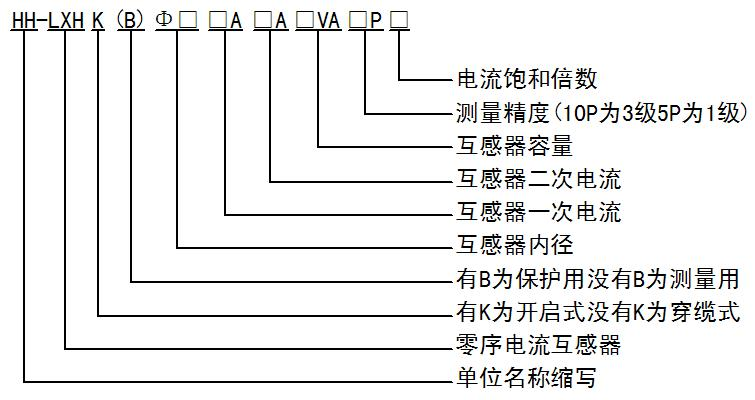 HH-LXHK(B)Φ□ □A □A□VA□P□
电流饱和倍数
测量精度(10P为3级5P为1级)
互感器容量
互感器二次电流
互感器一次电流
互感器内径
有B为保护用没有B为测量用
有K为开启式没有K为穿缆式
零序电流互感器
单位名称缩写